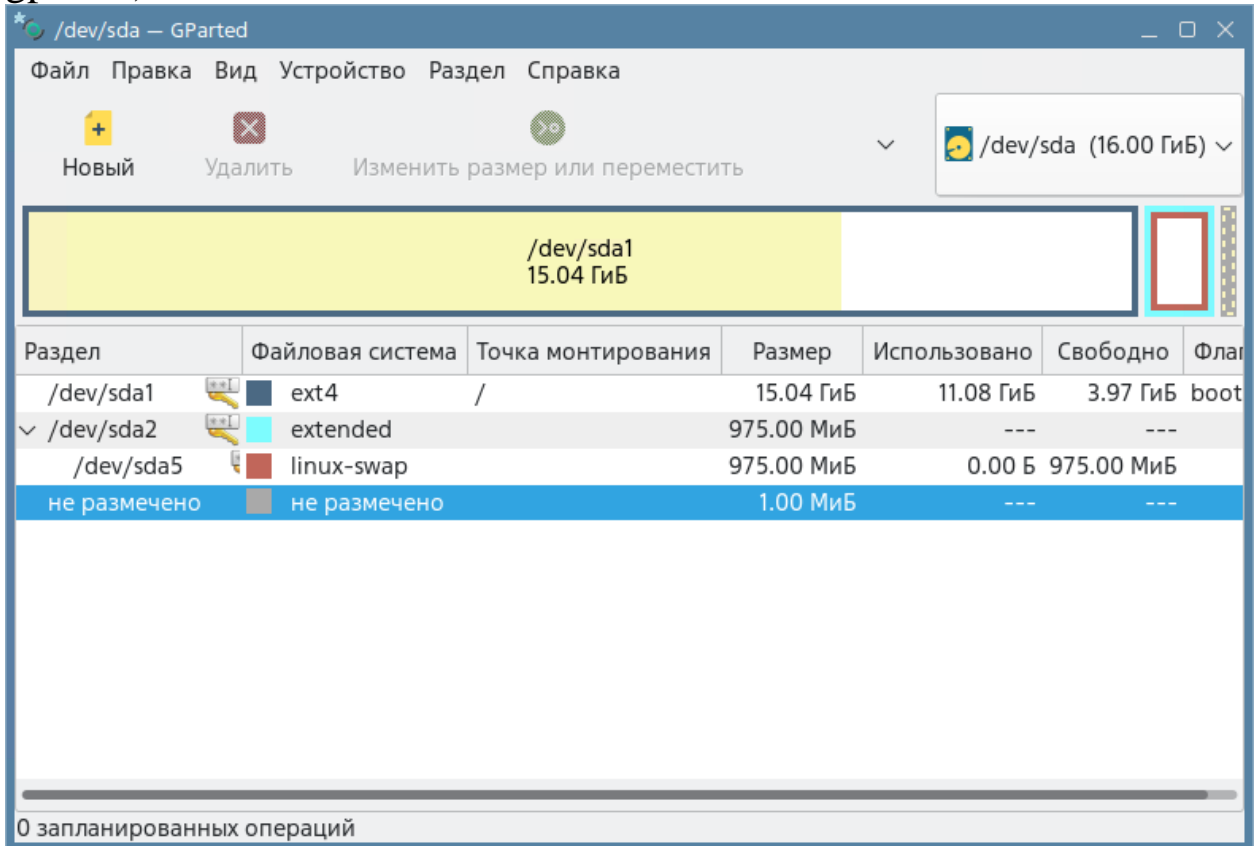 /dev/sda — GParted
Файл Правка Вид Устройство Раздел Справка
Новый Удалить Изменить размер или переместить /dev/sda (16.00 ГиБ)
/dev/sda1
15.04 ГиБ
Раздел Файловая система Точка монтирования Размер Использовано Свободно Флаг
/dev/sda1 ext4 / 15.04 ГиБ 11.08 ГиБ 3.97 ГиБ boot
/dev/sda2 extended 975.00 МиБ --- ---
/dev/sda5 linux-swap 975.00 МиБ 0.00 Б 975.00 МиБ
не размечено не размечено 1.00 МиБ --- ---
0 запланированных операций